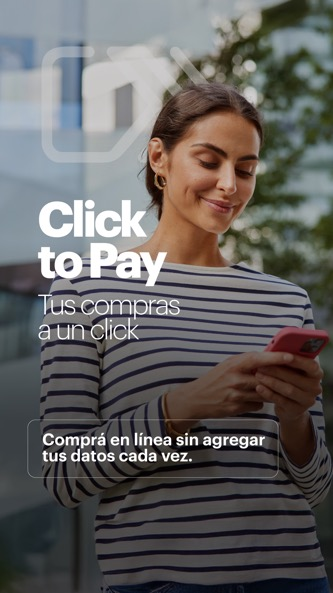 Click
to Pay
Tus compras
a un click
Comprá en línea sin agregar
tus datos cada vez.